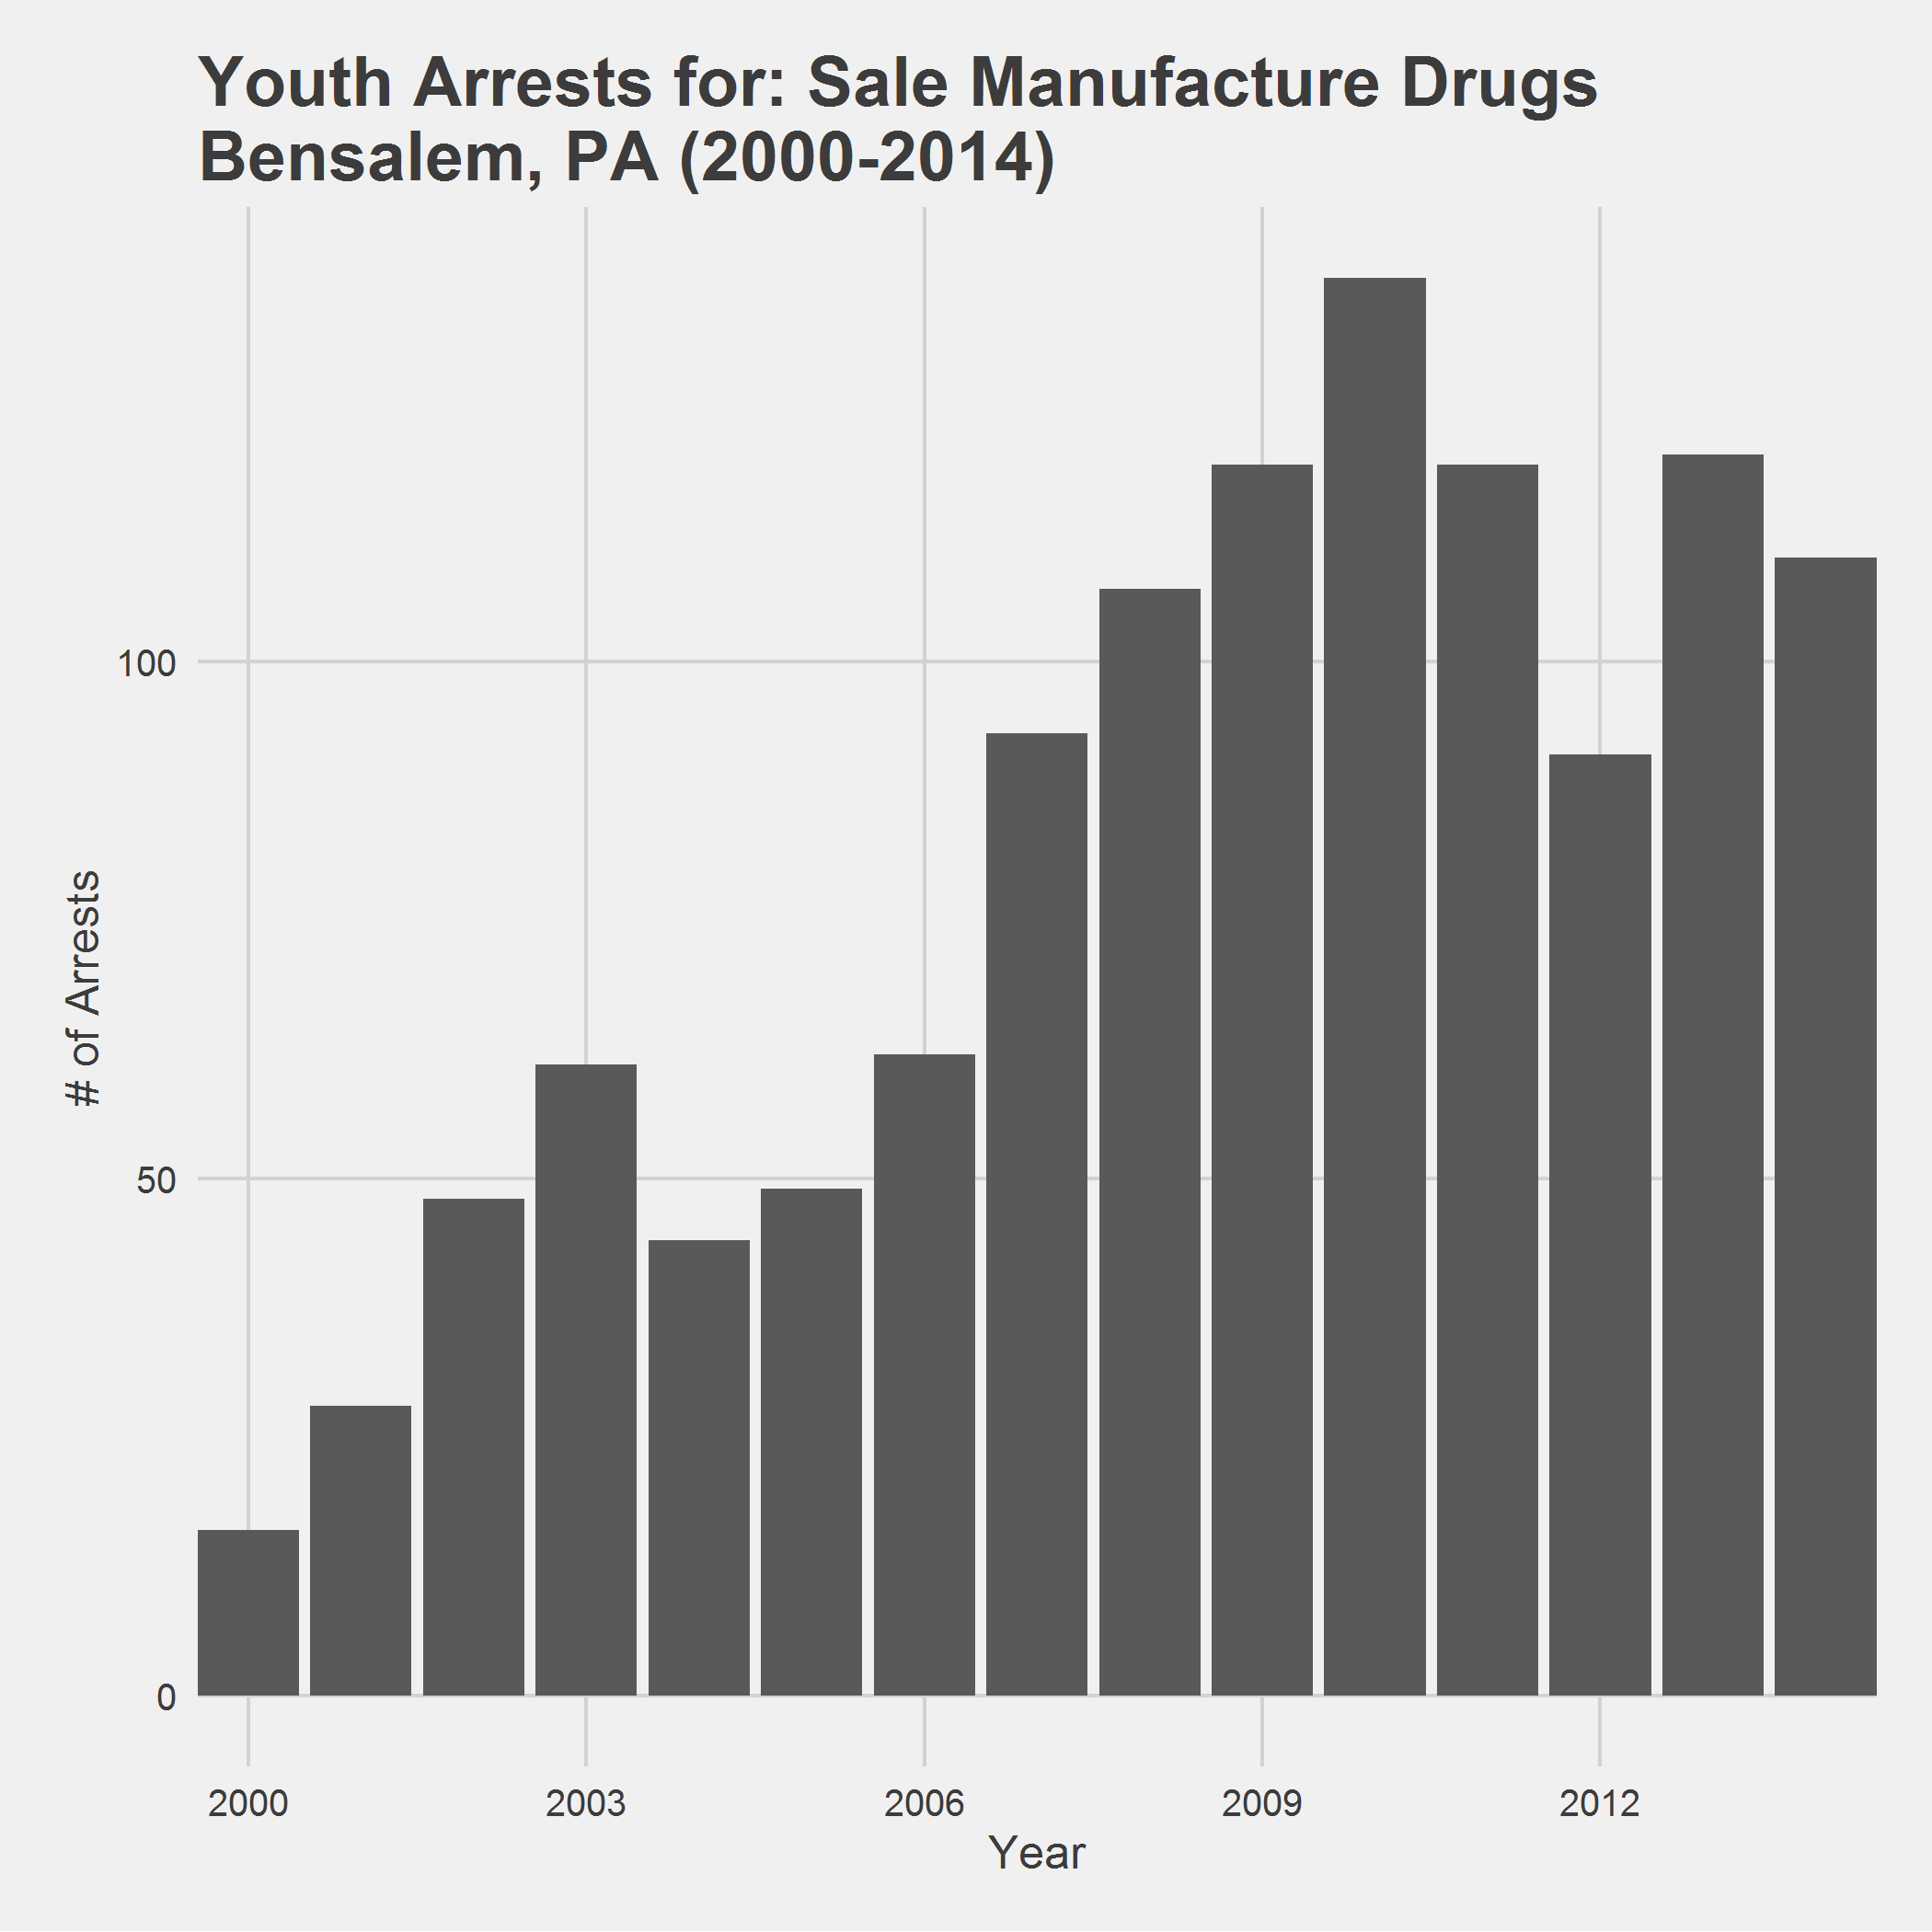 Youth Arrests for: Sale Manufacture Drugs
Bensalem, PA (2000-2014)
100
50
0
# of Arrests
2000 2003 2006 2009 2012
Year